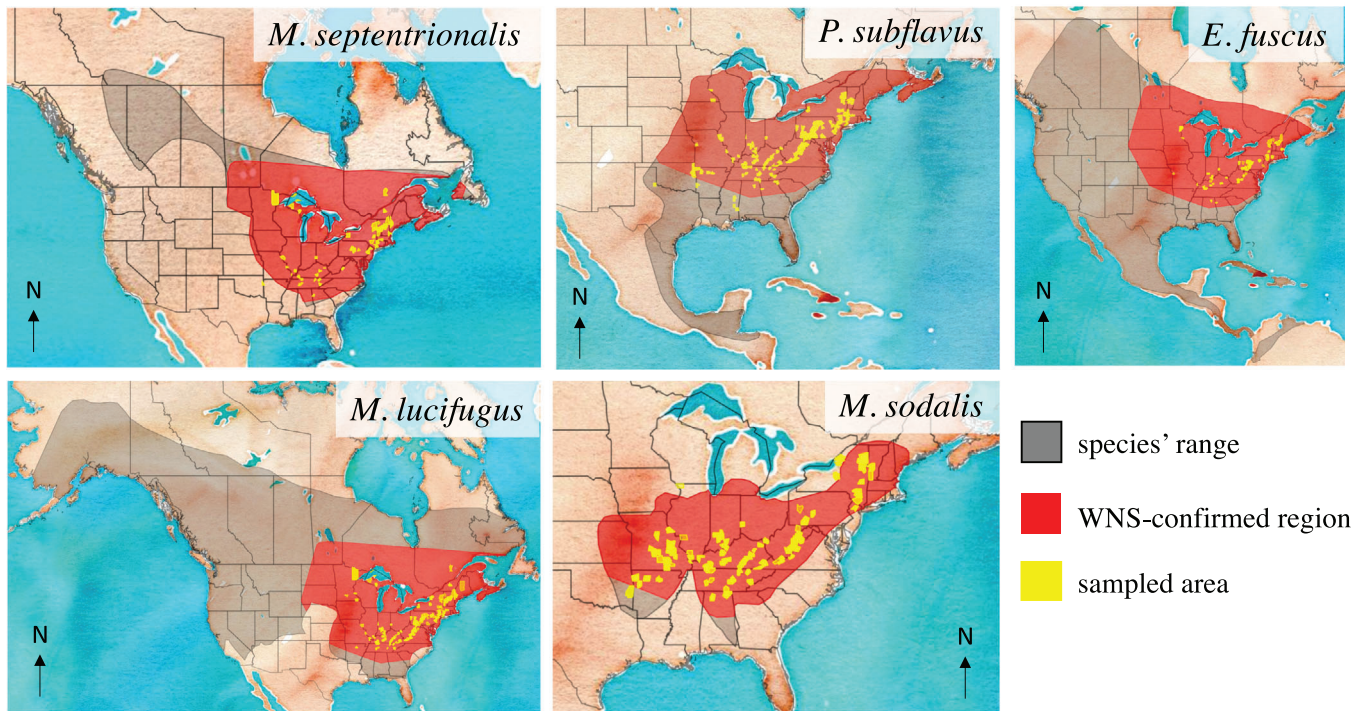 M. septentrionalis
P. subflavus
E. fuscus
N
N
N
M. lucifugus
M. sodalis
species’ range
WNS-confirmed region
sampled area
N
N